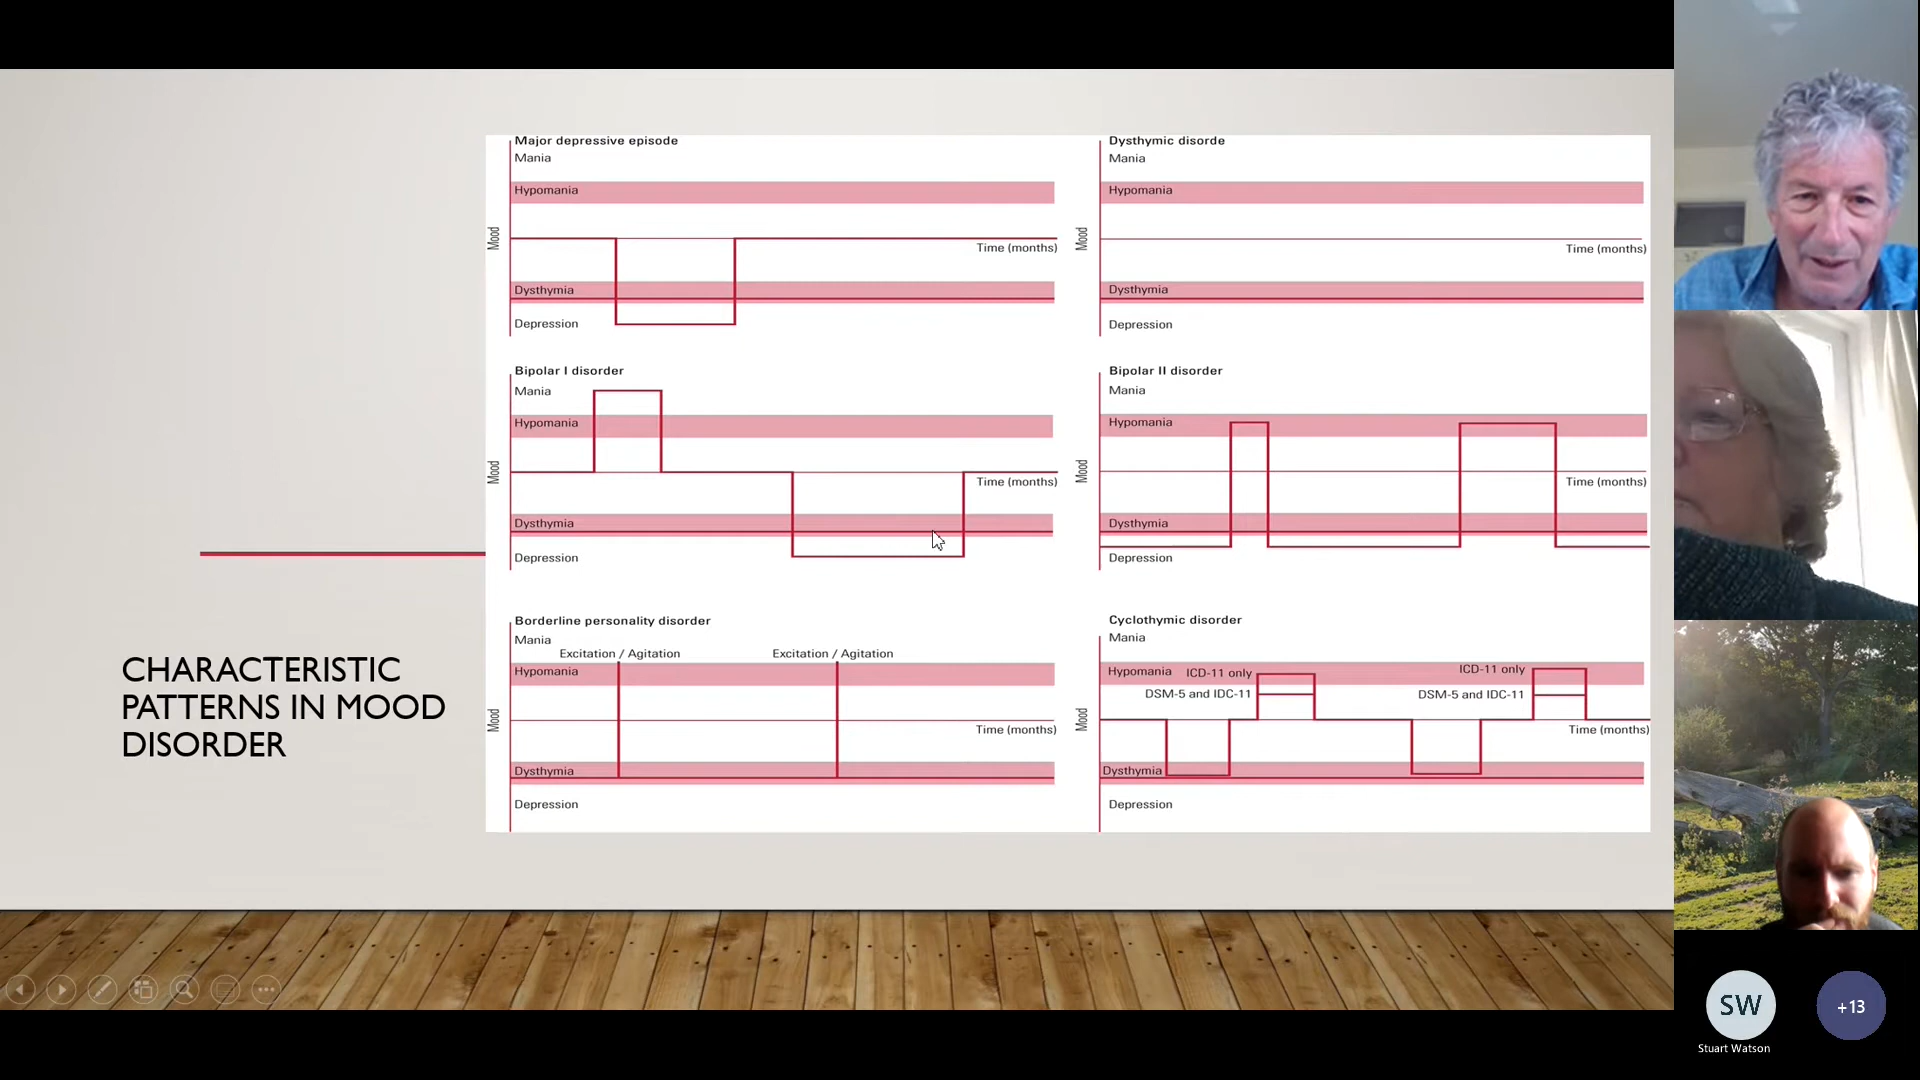 CHARACTERISTIC
PATTERNS IN MOOD
DISORDER
Major depressive episode
Mania
Hypomania
Mood
Time (months)
Dysthymia
Depression
Dysthymic disorde
Mania
Hypomania
Mood
Time (months)
Dysthymia
Depression
Bipolar I disorder
Mania
Hypomania
Mood
Time (months)
Dysthymia
Depression
Bipolar II disorder
Mania
Hypomania
Mood
Time (months)
Dysthymia
Depression
Borderline personality disorder
Mania
Excitation / Agitation Excitation / Agitation
Hypomania
Mood
Time (months)
Dysthymia
Depression
Cyclothymic disorder
Mania
Hypomania ICD-11 only ICD-11 only
DSM-5 and IDC-11 DSM-5 and IDC-11
Mood
Time (months)
Dysthymia
Depression
SW
+13
Stuart Watson